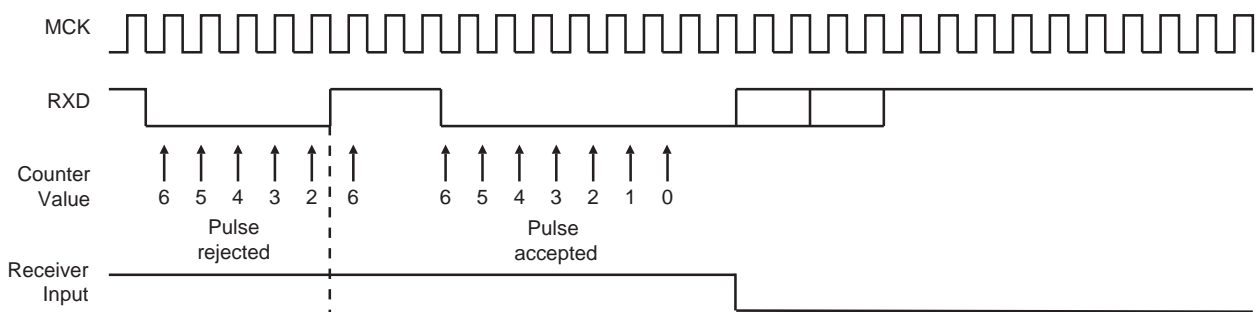 MCK
RXD
Counter
Value
6 5 4 3 2 6 6 5 4 3 2 1 0
Pulse
rejected
Pulse
accepted
Receiver
Input